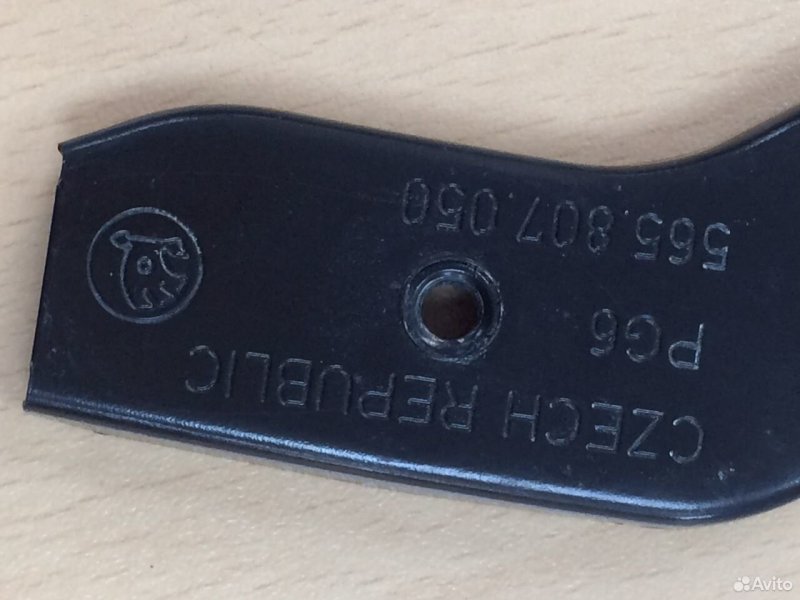 CZECH REPUBLIC
PG6
565.807.050
Avito